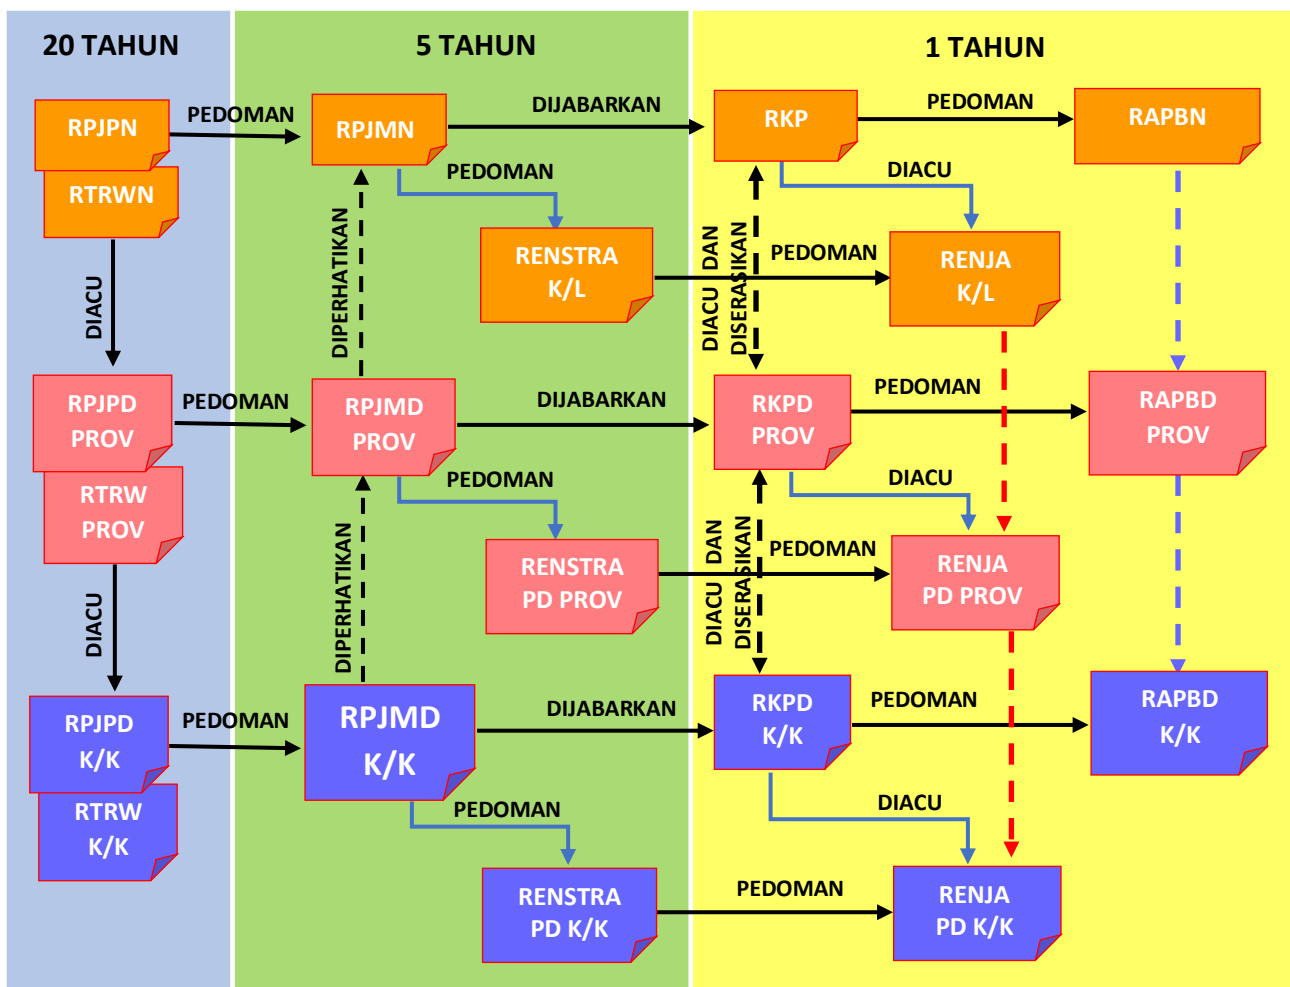 20 TAHUN
5 TAHUN
1 TAHUN
RPJPN
PEDOMAN
RPJMN
DIJABARKAN
RKP
PEDOMAN
RAPBN
RTRWN
PEDOMAN
DIACU
RENSTRA
K/L
PEDOMAN
RENJA
K/L
DIACU
DIPERHATIKAN
DIACU DAN
DISERASIKAN
RPJPD
PROV
PEDOMAN
RPJMD
PROV
DIJABARKAN
RKPD
PROV
PEDOMAN
RAPBD
PROV
RTRW
PROV
PEDOMAN
DIACU
RENSTRA
PD PROV
PEDOMAN
RENJA
PD PROV
DIACU
DIPERHATIKAN
DIACU DAN
DISERASIKAN
RPJPD
K/K
PEDOMAN
RPJMD
K/K
DIJABARKAN
RKPD
K/K
PEDOMAN
RAPBD
K/K
RTRW
K/K
PEDOMAN
DIACU
RENSTRA
PD K/K
PEDOMAN
RENJA
PD K/K